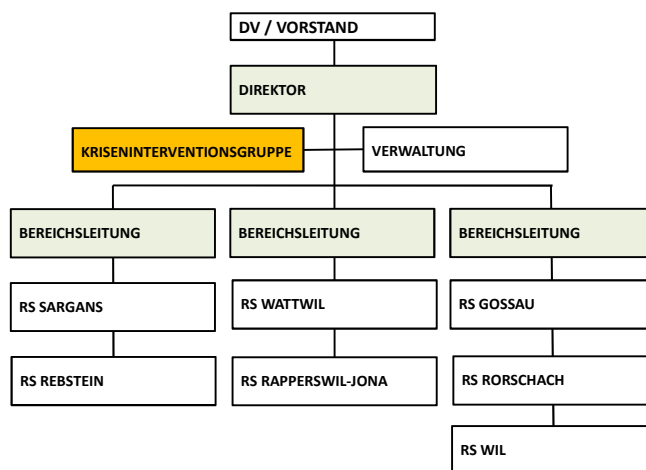 DV / VORSTAND
DIREKTOR
KRISENINTERVENTIONSGRUPPE
VERWALTUNG
BEREICHSLEITUNG
BEREICHSLEITUNG
BEREICHSLEITUNG
RS SARGANS
RS WATTWIL
RS GOSSAU
RS REBSTEIN
RS RAPPERSWIL-JONA
RS RORSCHACH
RS WIL